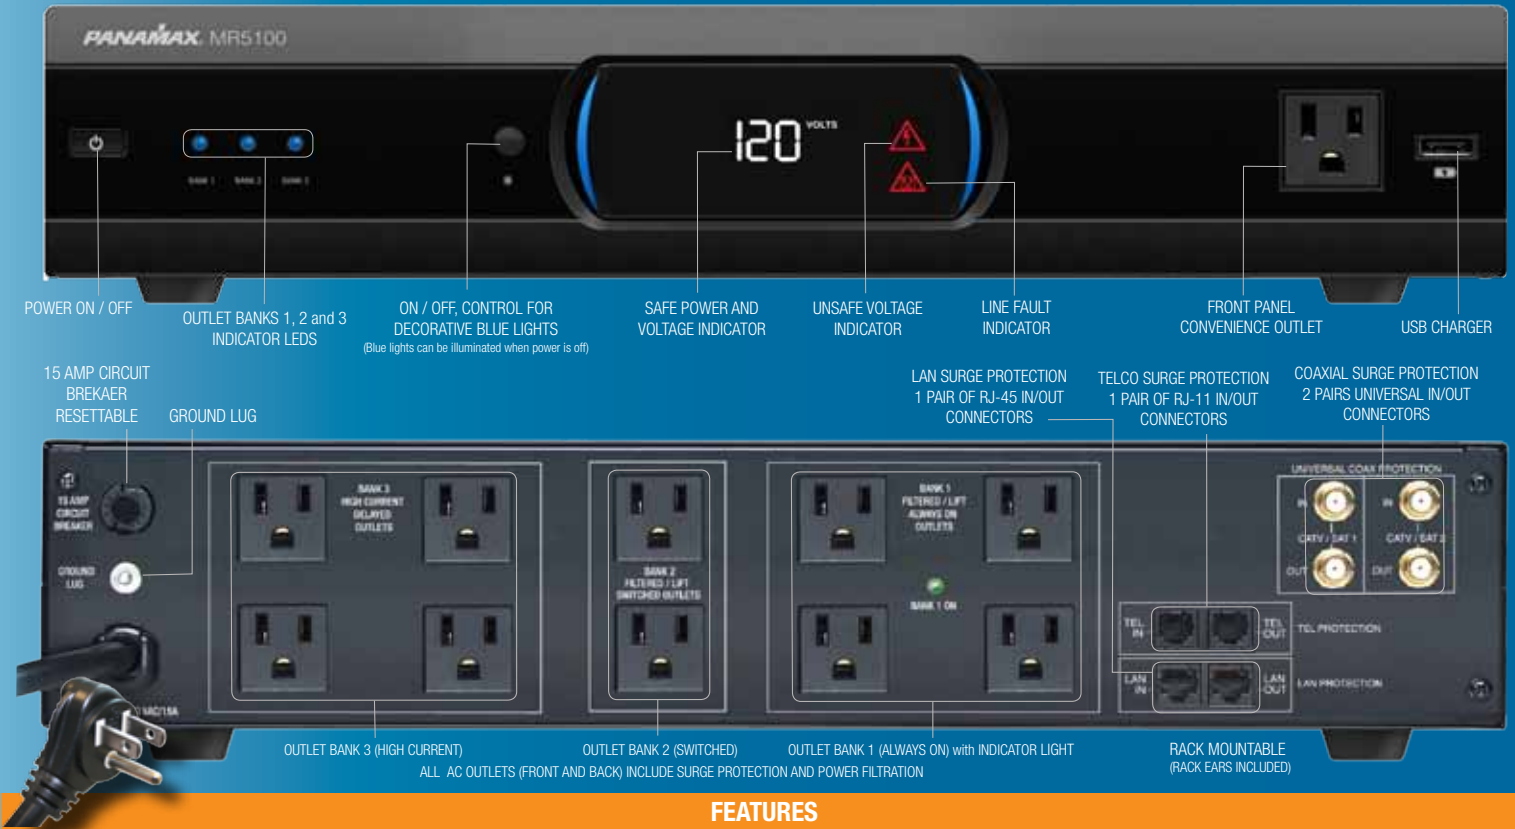 PANAMAX. MR5100
120 VOLTS
BANK 1 BANK 2 BANK 3
POWER ON / OFF
OUTLET BANKS 1, 2 and 3
INDICATOR LEDS
ON / OFF, CONTROL FOR
DECORATIVE BLUE LIGHTS
(Blue lights can be illuminated when power is off)
SAFE POWER AND
VOLTAGE INDICATOR
UNSAFE VOLTAGE
INDICATOR
LINE FAULT
INDICATOR
FRONT PANEL
CONVENIENCE OUTLET
USB CHARGER
15 AMP CIRCUIT
BREKAER
RESETTABLE
GROUND LUG
LAN SURGE PROTECTION
1 PAIR OF RJ-45 IN/OUT
CONNECTORS
TELCO SURGE PROTECTION
1 PAIR OF RJ-11 IN/OUT
CONNECTORS
COAXIAL SURGE PROTECTION
2 PAIRS UNIVERSAL IN/OUT
CONNECTORS
15 AMP
CIRCUIT
BREAKER
GROUND
LUG
BANK 3
HIGH CURRENT
DELAYED
OUTLETS
BANK 2
FILTERED / LIFT
SWITCHED OUTLETS
BANK 1
FILTERED / LIFT
ALWAYS ON
OUTLETS
BANK 1 ON
UNIVERSAL COAX PROTECTION
IN IN
CATV / SAT 1 CATV / SAT 2
OUT OUT
TEL
IN
TEL
OUT
TEL PROTECTION
LAN
IN
LAN
OUT
LAN PROTECTION
OUTLET BANK 3 (HIGH CURRENT)
OUTLET BANK 2 (SWITCHED)
OUTLET BANK 1 (ALWAYS ON) with INDICATOR LIGHT
ALL AC OUTLETS (FRONT AND BACK) INCLUDE SURGE PROTECTION AND POWER FILTRATION
RACK MOUNTABLE
(RACK EARS INCLUDED)
FEATURES